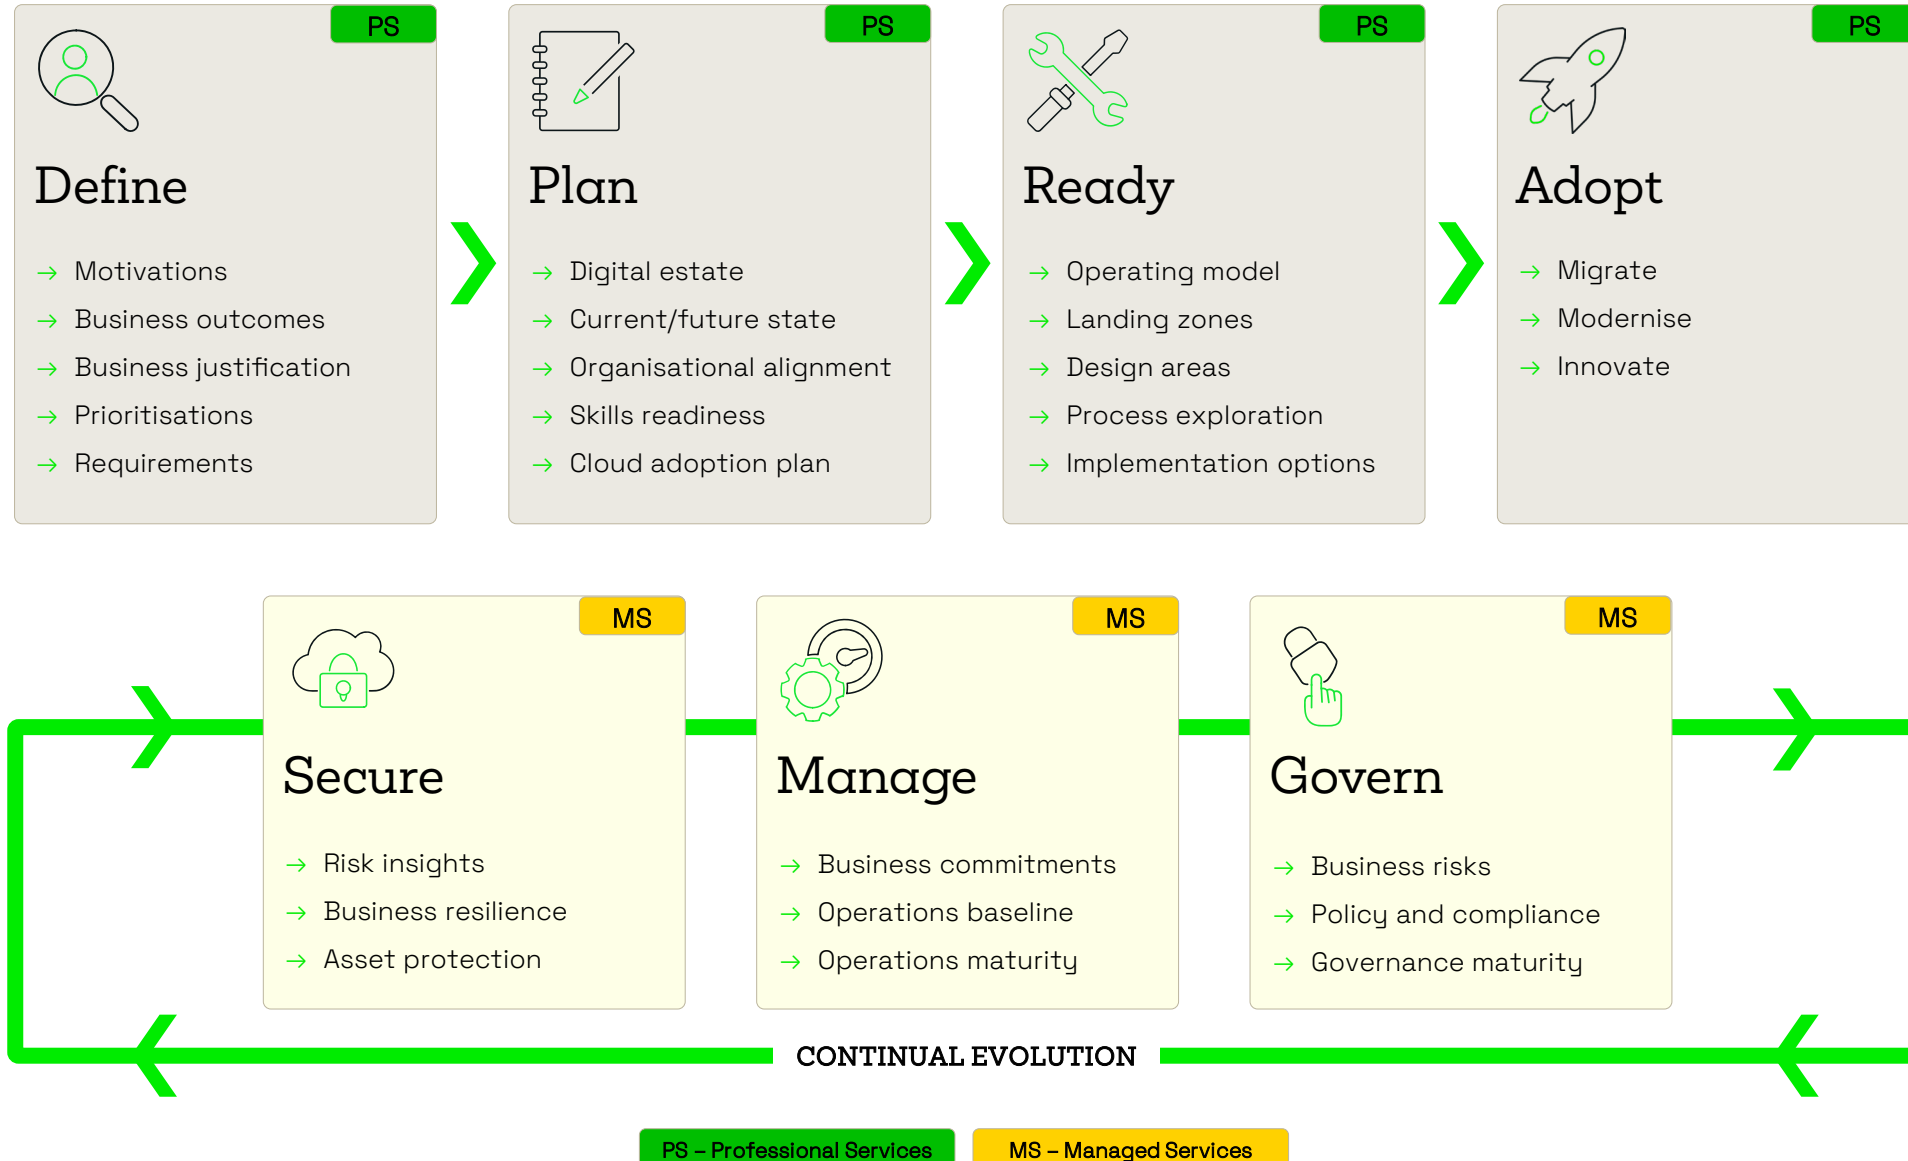 PS
Define
→ Motivations
→ Business outcomes
→ Business justification
→ Prioritisations
→ Requirements
PS
Plan
→ Digital estate
→ Current/future state
→ Organisational alignment
→ Skills readiness
→ Cloud adoption plan
PS
Ready
→ Operating model
→ Landing zones
→ Design areas
→ Process exploration
→ Implementation options
PS
Adopt
→ Migrate
→ Modernise
→ Innovate
MS
Secure
→ Risk insights
→ Business resilience
→ Asset protection
MS
Manage
→ Business commitments
→ Operations baseline
→ Operations maturity
MS
Govern
→ Business risks
→ Policy and compliance
→ Governance maturity
CONTINUAL EVOLUTION
PS – Professional Services
MS – Managed Services